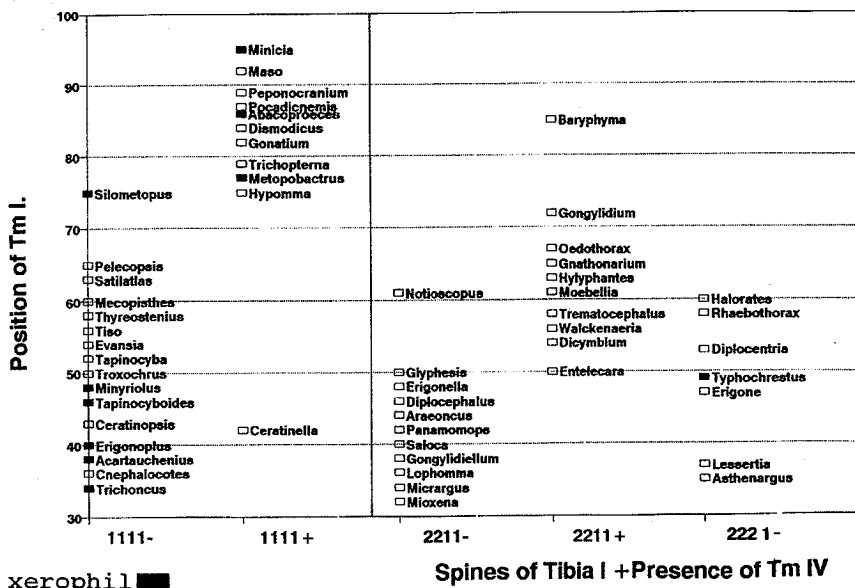 100
90
80
70
60
50
40
30
Position of Tm I.
Minicia
Maso
Peponocranium
Pocadicnemis
Abacoproeces
Dismodicus
Gonatium
Trichopterna
Metopobactrus
Hypomma
Silometopus
Pelecopsis
Satilatlas
Mecopisthes
Thyreostenius
Tiso
Evansia
Tapinocyba
Troxochrus
Minyriolus
Tapinocyboides
Ceratinopsis
Erigonoplus
Acartauchenius
Cnephalocotes
Trichoncus
Ceratinella
Notioscopus
Glyphesis
Erigonella
Diplocephalus
Araeoncus
Panamomops
Saloca
Gongylidiellum
Lophomma
Micrargus
Mioxena
Baryphyma
Gongylidium
Oedothorax
Gnathonarium
Hylyphantes
Moebellia
Trematocephalus
Walckenaeria
Dicymbium
Entelecara
Halorates
Rhaebothorax
Diplocentria
Typhochrestus
Erigone
Lessertia
Asthenargus
1111- 1111+ 2211- 2211+ 2221-
Spines of Tibia I +Presence of Tm IV
xerophil